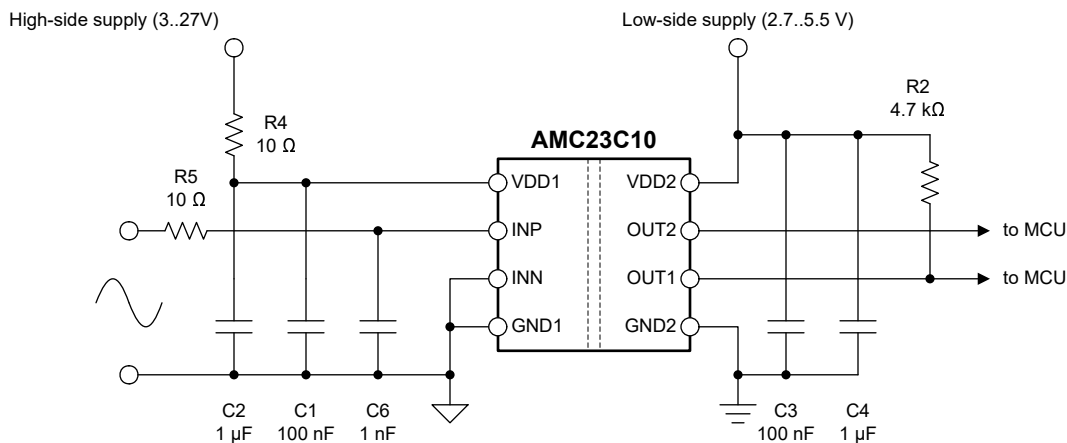 High-side supply (3..27V)
Low-side supply (2.7..5.5 V)
R2
4.7 kΩ
R4
10 Ω
AMC23C10
R5
10 Ω
VDD1
VDD2
INP
OUT2
to MCU
INN
OUT1
to MCU
GND1
GND2
C2
1 µF
C1
100 nF
C6
1 nF
C3
100 nF
C4
1 µF